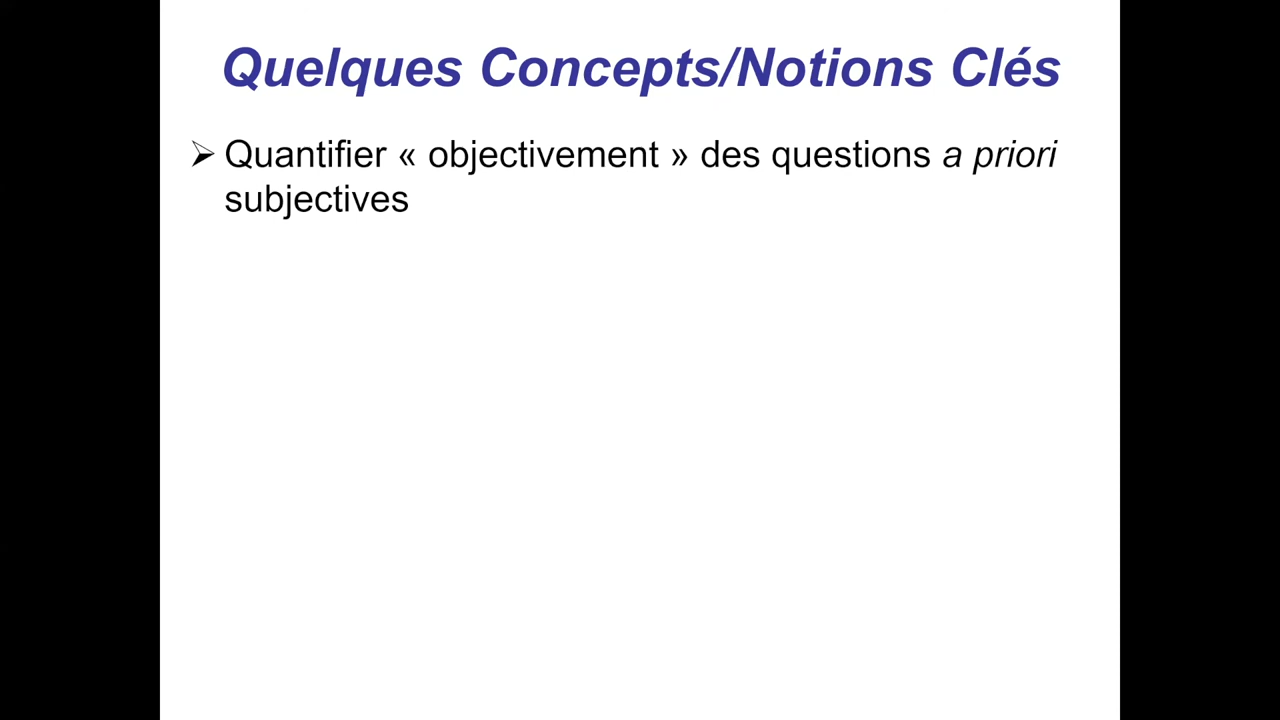 Quelques Concepts/Notions Clés
➢ Quantifier « objectivement » des questions a priori
subjectives